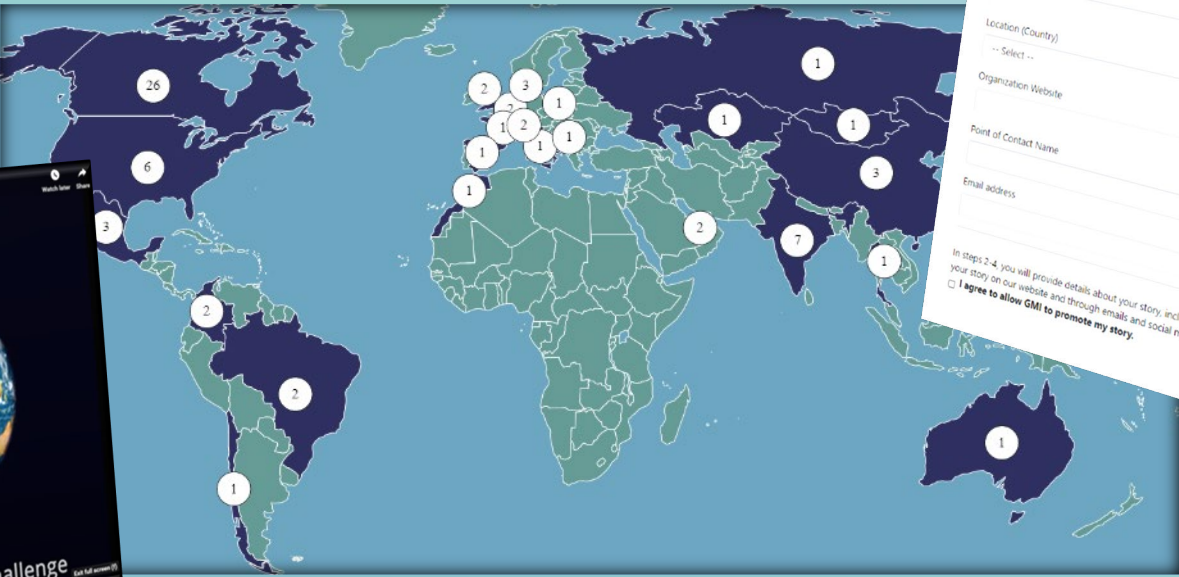 26
6
3
2
2
1
2
3
2
1
1
2
1
1
1
1
1
1
1
3
2
7
1
1
Location (Country)
-- Select --
Organization Website
Point of Contact Name
Email address
In steps 2-4, you will provide details about your story, incl
your story on our website and through emails and social n
I agree to allow GMI to promote my story.
Watch later Share
allenge
Exit full screen (f)